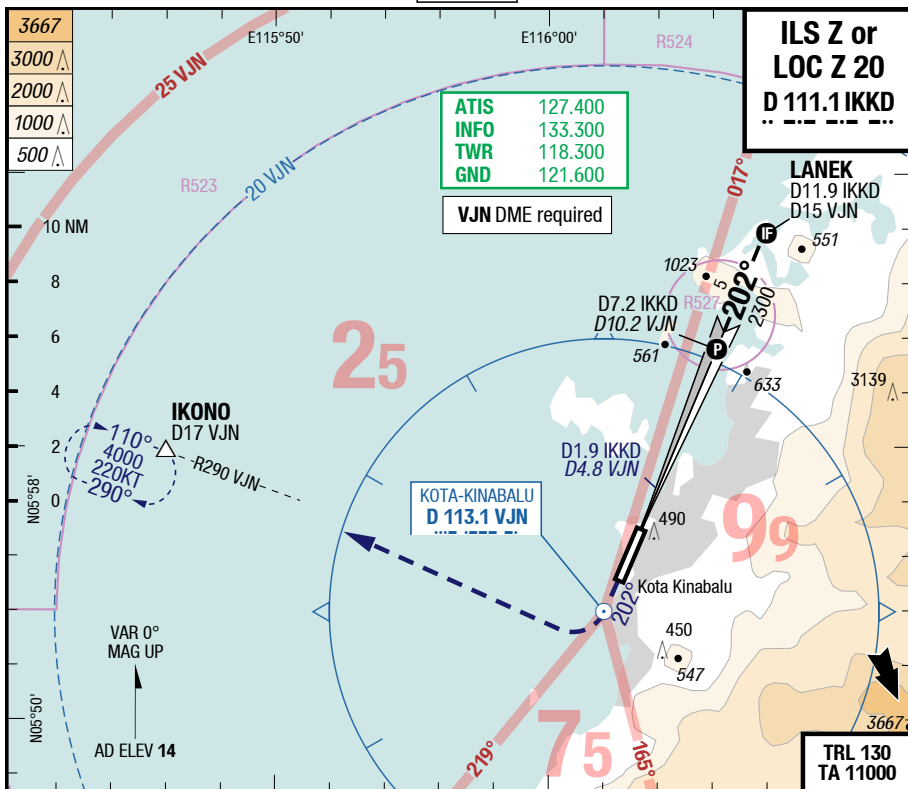 3667
3000
2000
1000
500
E115°50'
E116°00'
R524
ILS Z or
LOC Z 20
D 111.1 IKKD
25 VJN
20 VJN
R523
ATIS 127.400
INFO 133.300
TWR 118.300
GND 121.600
VJN DME required
017°
LANEK
D11.9 IKKD
D15 VJN
IF
551
10 NM
8
6
4
2
0
1023
5
202°
2300
R527
D7.2 IKKD
D10.2 VJN
P
561
633
25
3139
IKONO
D17 VJN
110°
4000
220KT
290°
R290 VJN
N05°58'
D1.9 IKKD
D4.8 VJN
KOTA-KINABALU
D 113.1 VJN
490
99
Kota Kinabalu
202°
VAR 0°
MAG UP
AD ELEV 14
N05°50'
450
547
219°
75
165°
3667
TRL 130
TA 11000